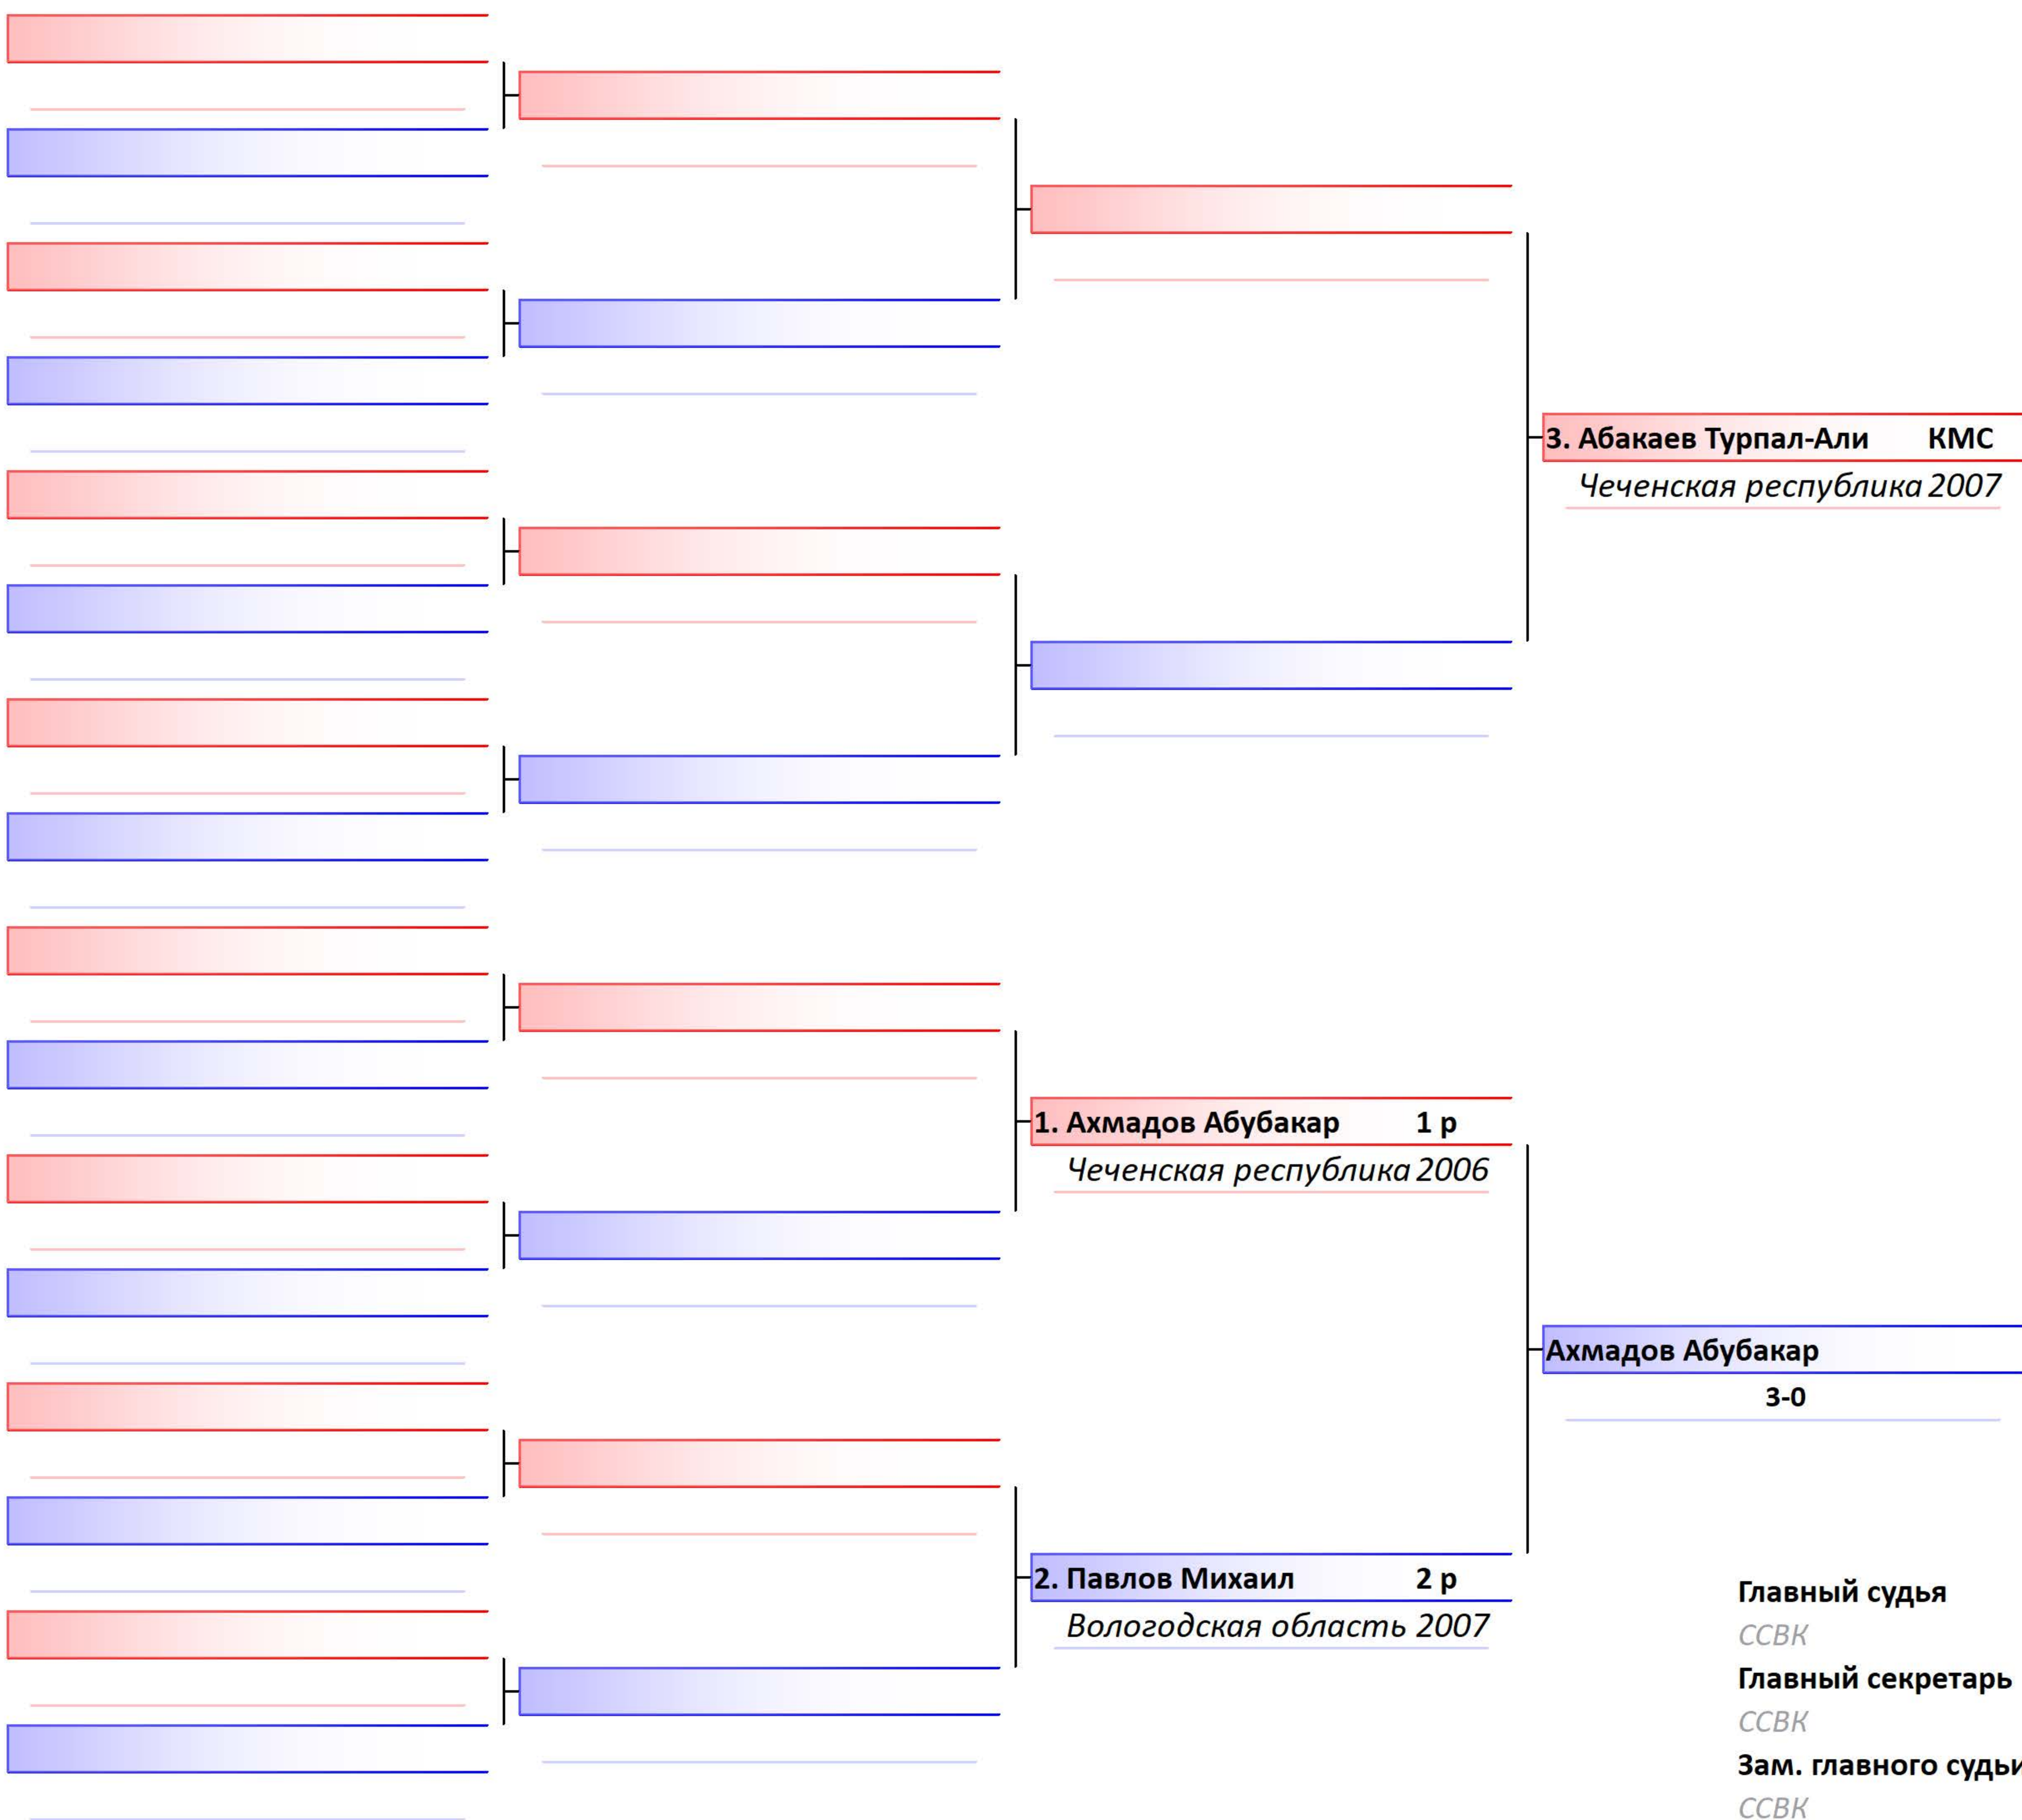 3. Абакаев Турпал-Али КМС
Чеченская республика 2007
1. Ахмадов Абубакар 1 р
Чеченская республика 2006
Ахмадов Абубакар
3-0
2. Павлов Михаил 2 р
Вологодская область 2007
Главный судья
ССВК
Главный секретарь
ССВК
Зам. главного судьи
ССВК